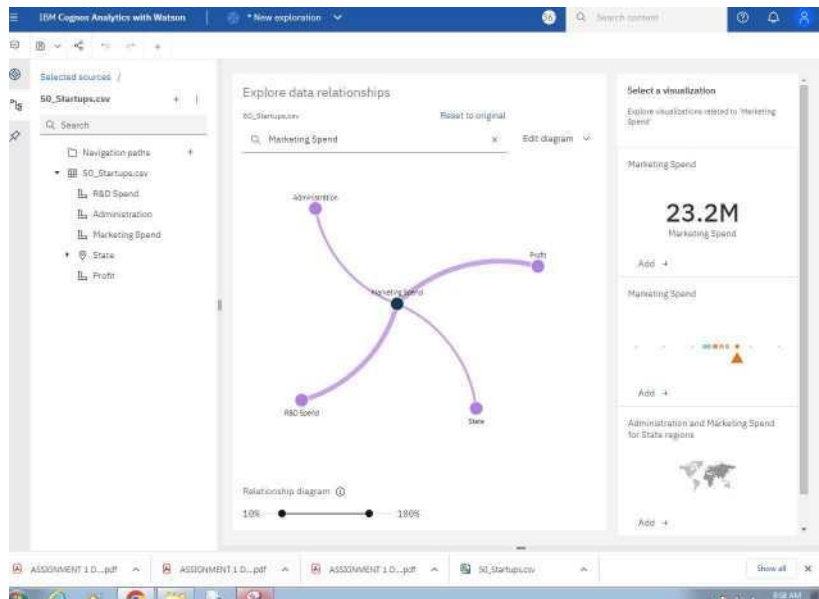 IBM Cognos Analytics with Watson
* New exploration
Search content
Selected sources /
50_Startups.csv
Search
Navigation paths
50_Startups.csv
R&D Spend
Administration
Marketing Spend
State
Profit
Explore data relationships
50_Startups.csv
Reset to original
Marketing Spend
Edit diagram
Administration
Profit
Marketing Spend
R&D Spend
State
Relationship diagram
10%
100%
Select a visualization
Explore visualizations related to 'Marketing
Spend'
Marketing Spend
23.2M
Marketing Spend
Add +
Marketing Spend
Add +
Administration and Marketing Spend
for State regions
Add +
ASSIGNMENT 1 D...pdf
ASSIGNMENT 1 D...pdf
ASSIGNMENT 1 D...pdf
50_Startups.csv
Show all